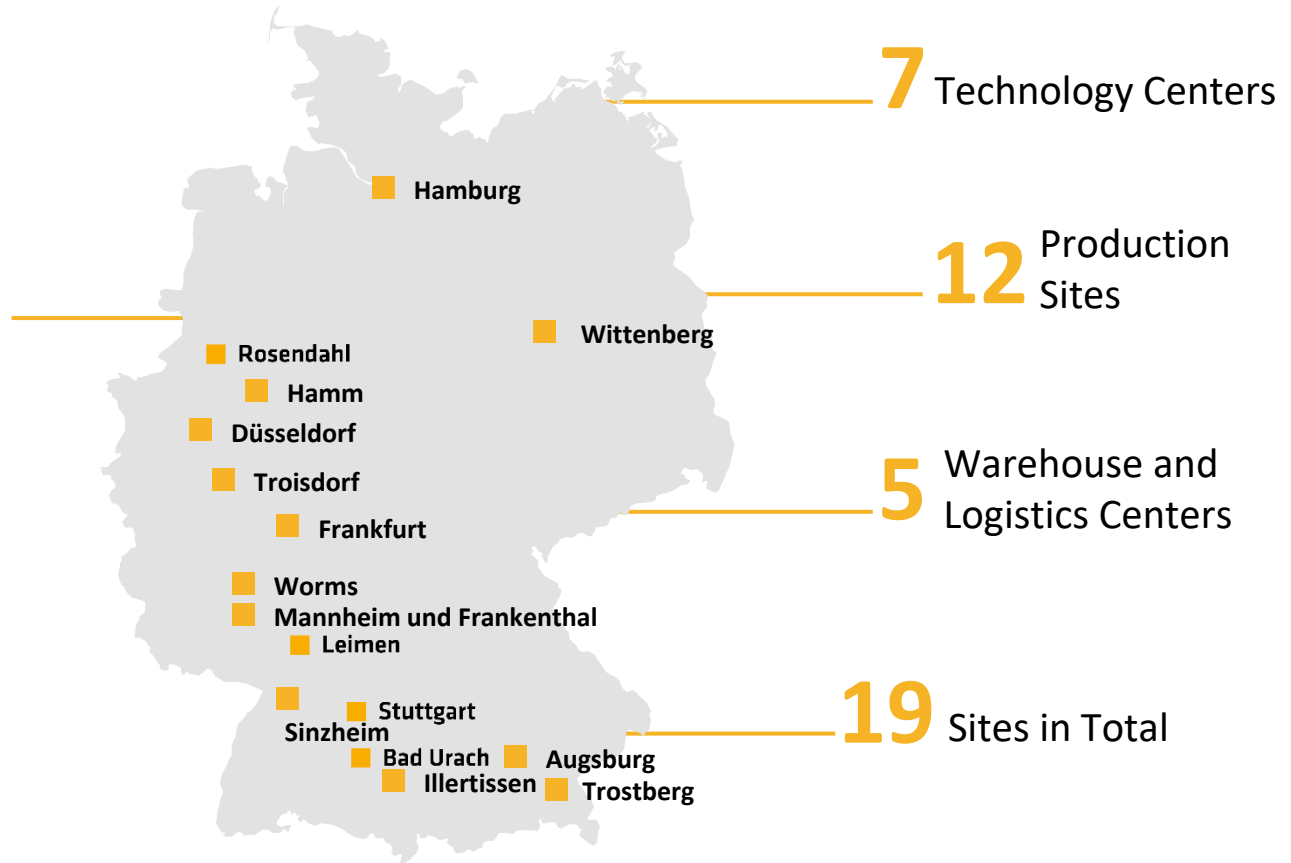 7 Technology Centers
Hamburg
12 Production
Sites
Wittenberg
Rosendahl
Hamm
Düsseldorf
Troisdorf
5 Warehouse and
Logistics Centers
Frankfurt
Worms
Mannheim und Frankenthal
Leimen
Stuttgart
Sinzheim
19 Sites in Total
Bad Urach
Augsburg
Illertissen
Trostberg